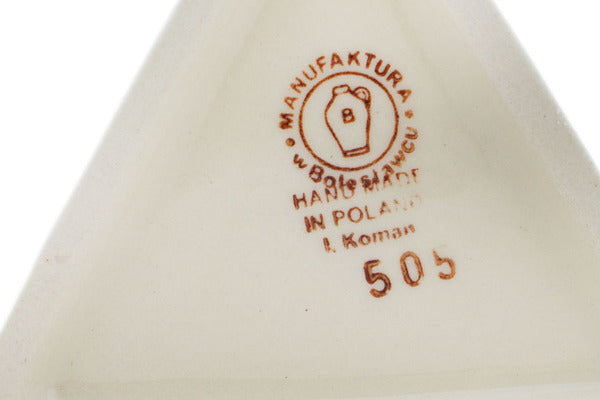 MANUFAKTURA
w Bolesławcu
B
HAND MADE
IN POLAND
I. Koman
505